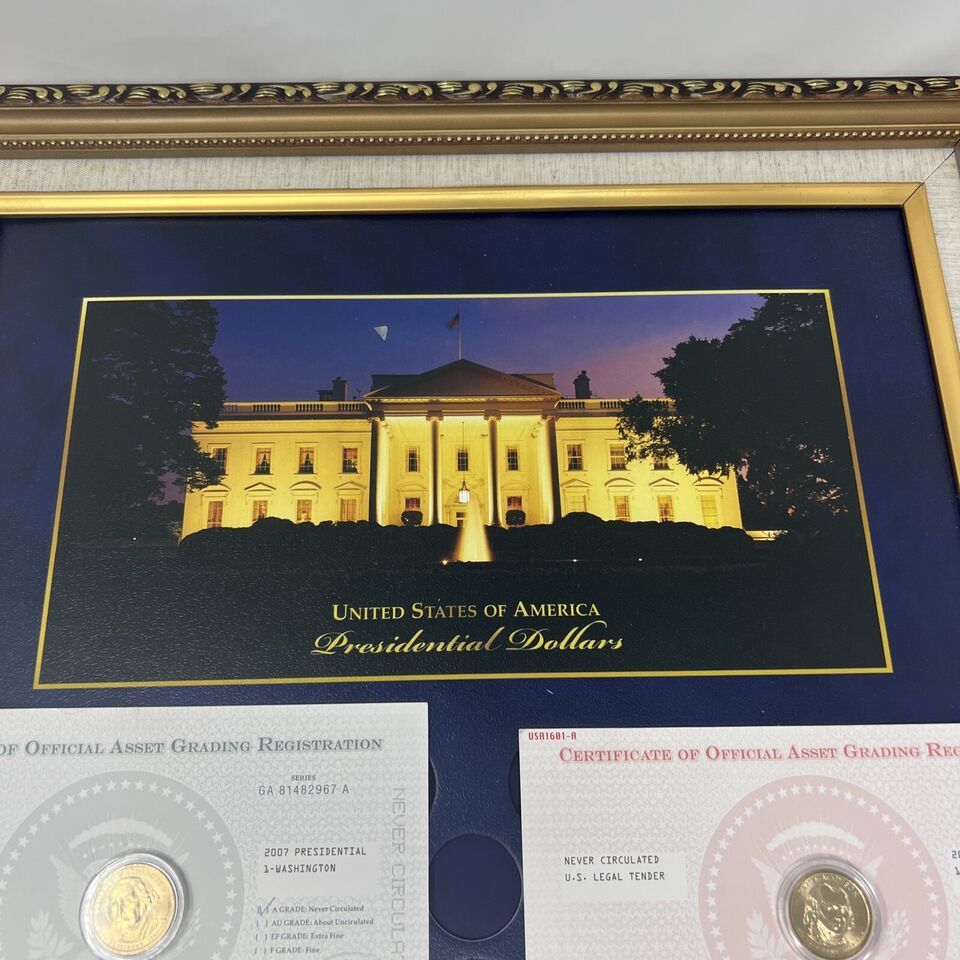 UNITED STATES OF AMERICA
Presidential Dollars
OF OFFICIAL ASSET GRADING REGISTRATION
SERIES
GA 81482967 A
NEVER CIRCULA
2007 PRESIDENTIAL
1-WASHINGTON
A GRADE: Never Circulated
( ) AU GRADE: About Uncirculated
( ) EF GRADE: Extra Fine
( ) F GRADE: Fine
USA1601-A
CERTIFICATE OF OFFICIAL ASSET GRADING REG
NEVER CIRCULATED
U.S. LEGAL TENDER